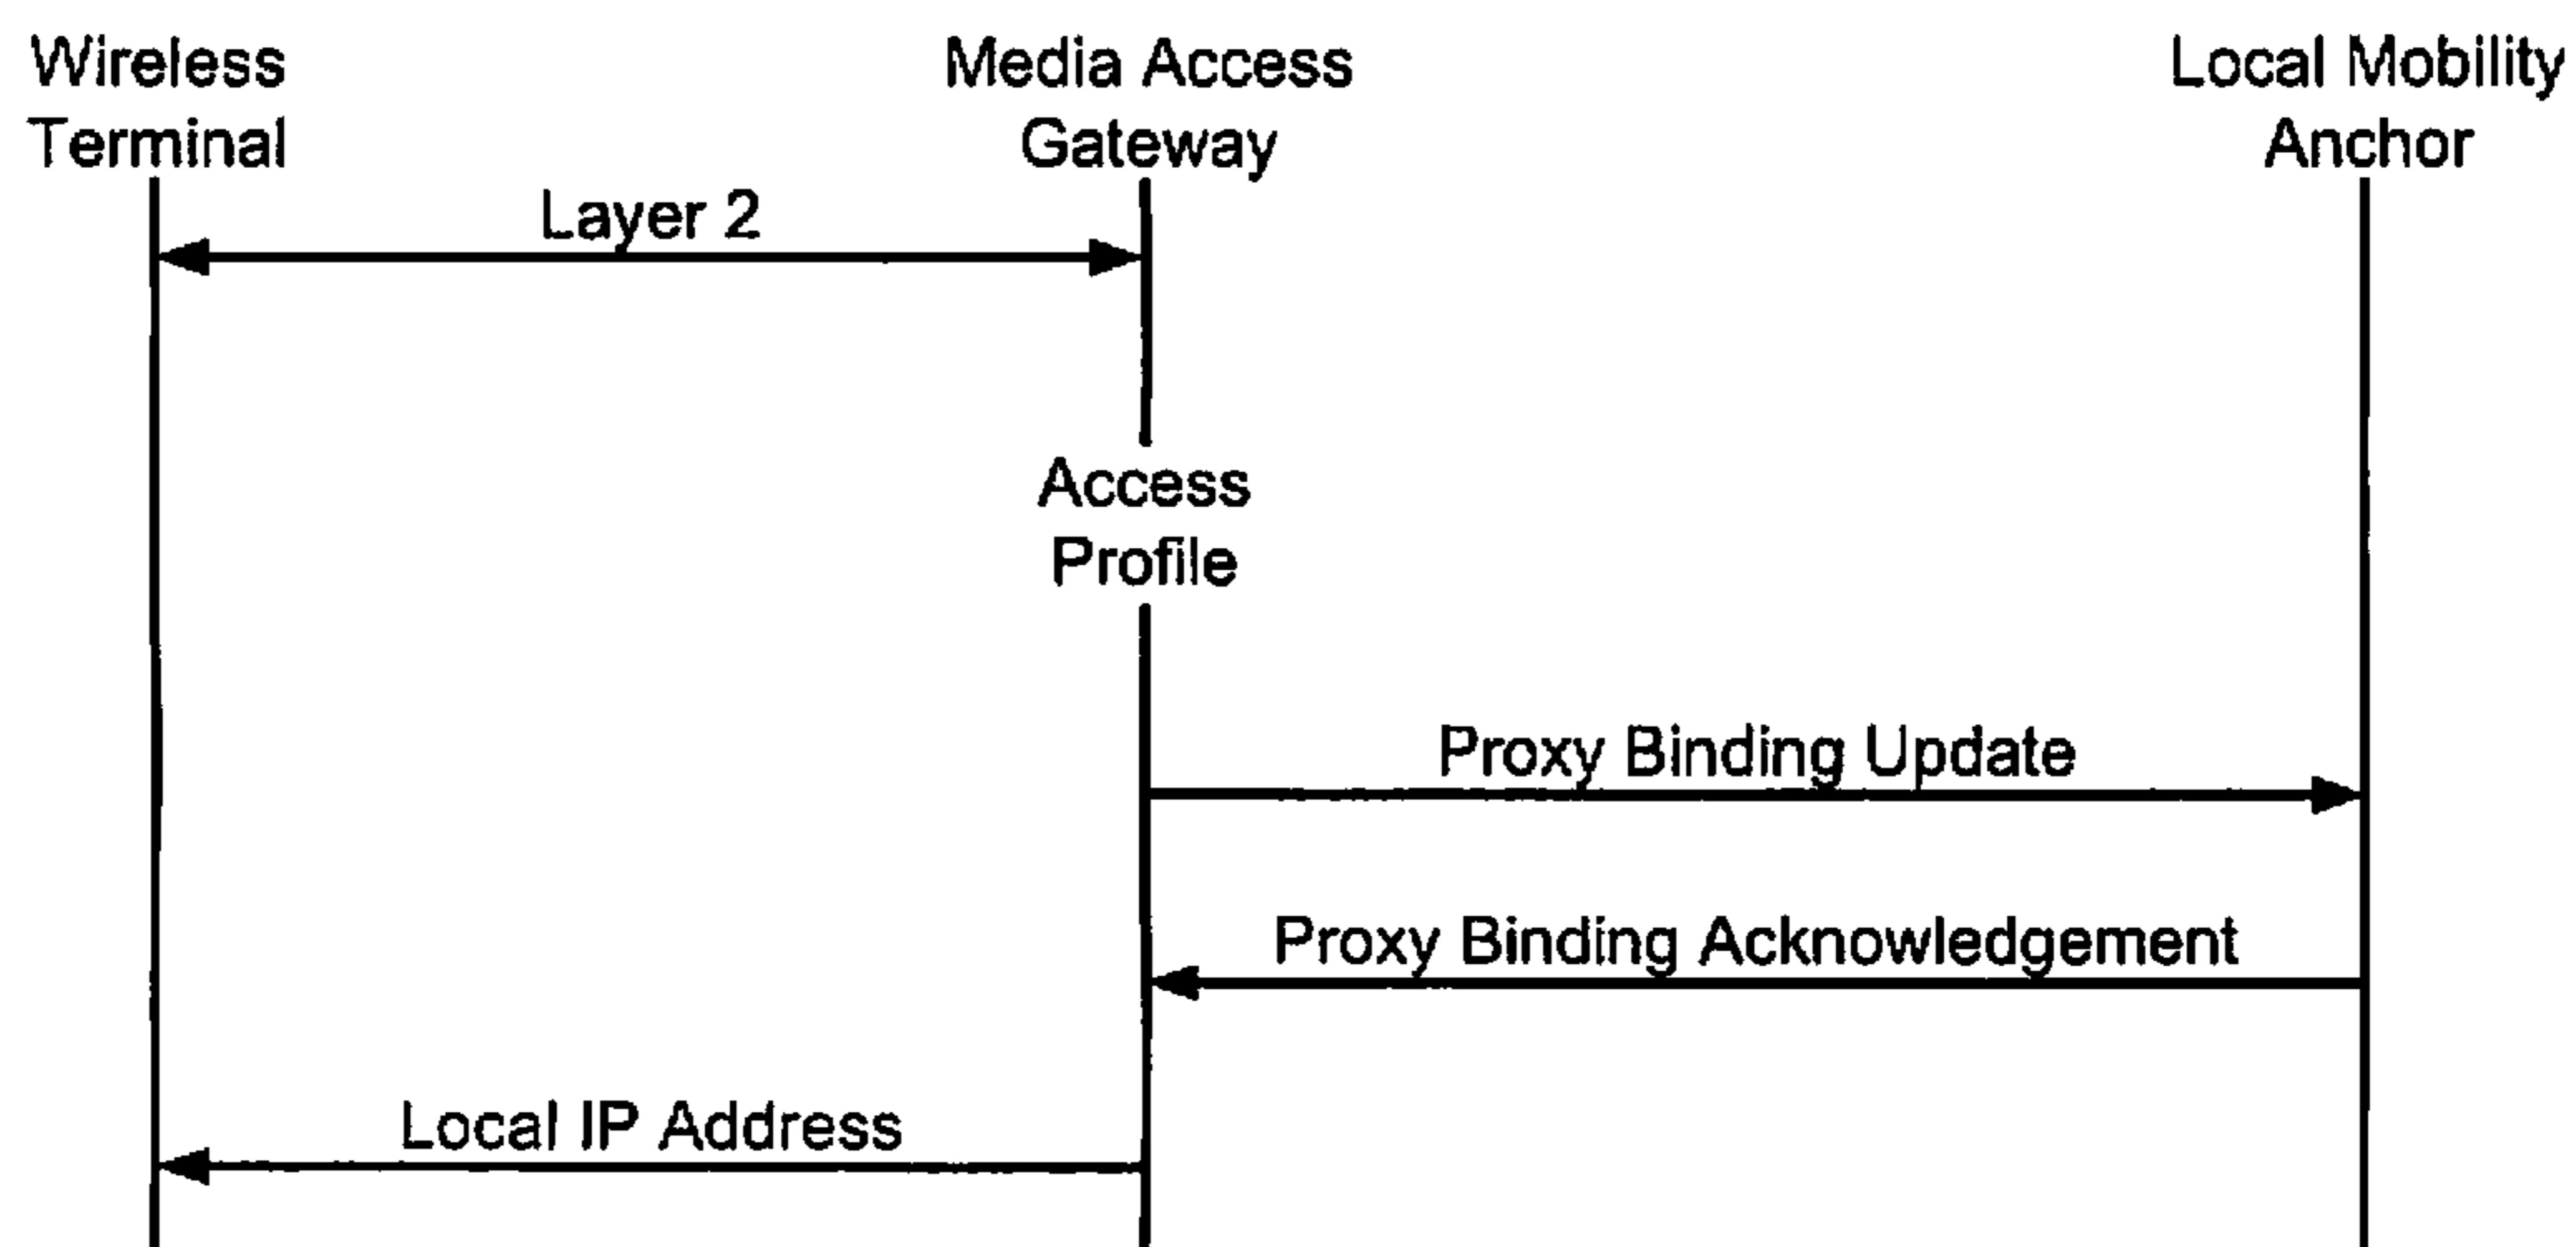 Wireless
Terminal
Media Access
Gateway
Local Mobility
Anchor
Layer 2
Access
Profile
Proxy Binding Update
Proxy Binding Acknowledgement
Local IP Address